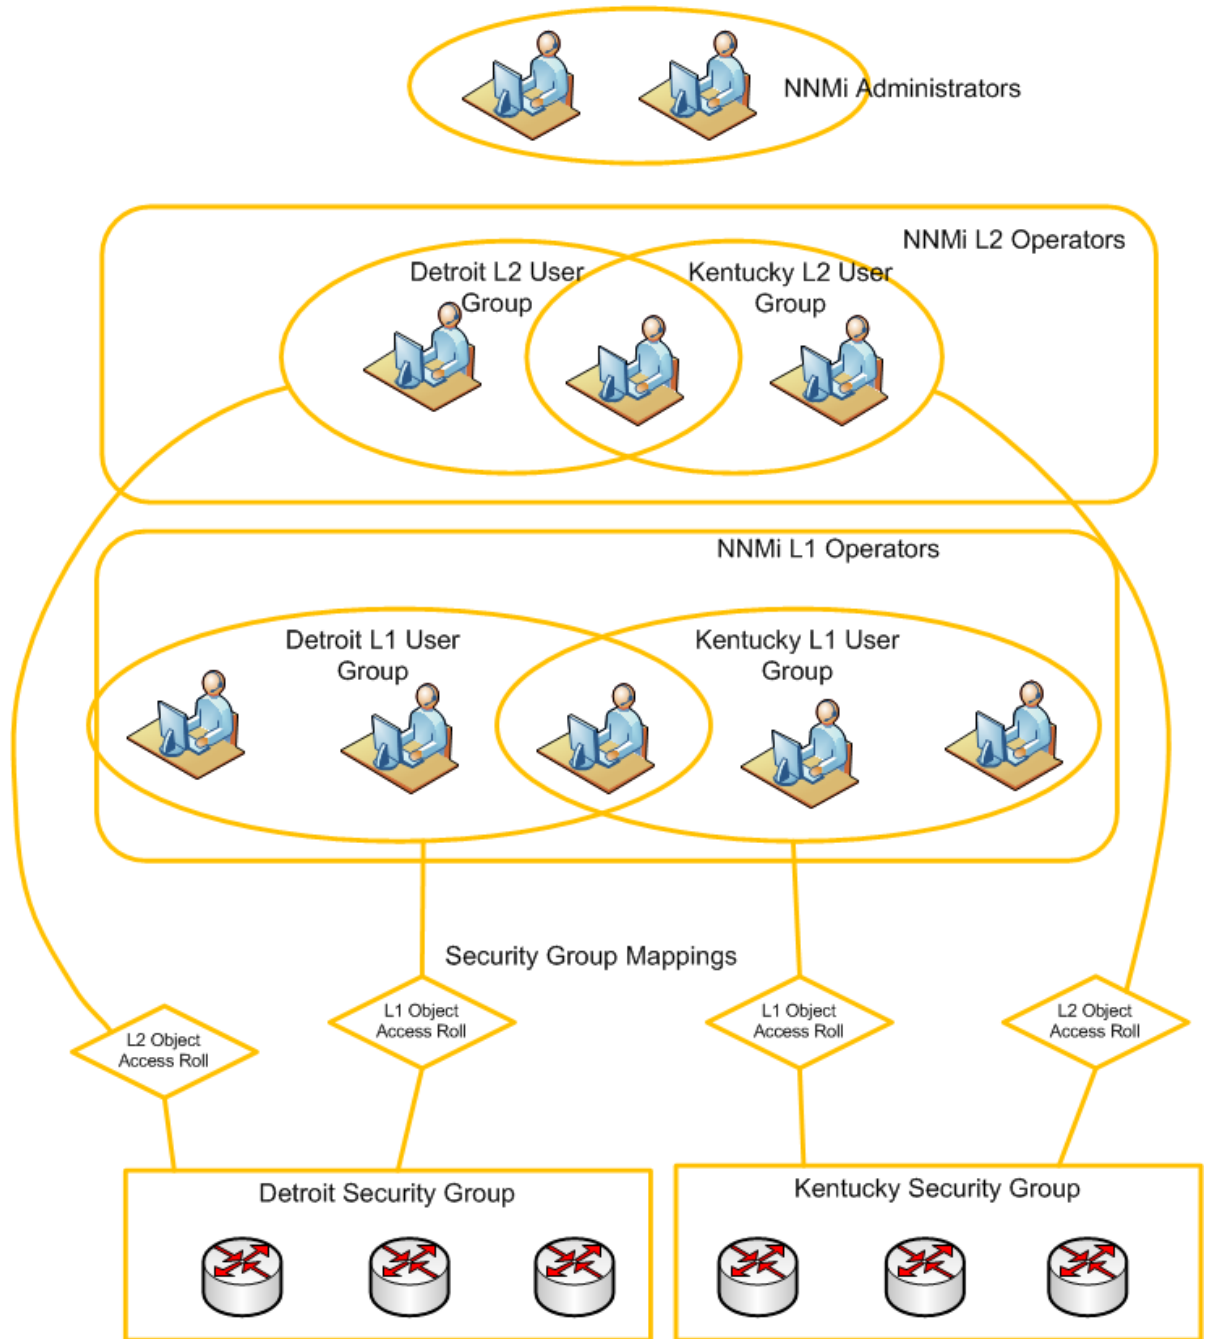 NNMi Administrators
NNMi L2 Operators
Detroit L2 User
Group
Kentucky L2 User
Group
NNMi L1 Operators
Detroit L1 User
Group
Kentucky L1 User
Group
Security Group Mappings
L2 Object
Access Roll
L1 Object
Access Roll
L1 Object
Access Roll
L2 Object
Access Roll
Detroit Security Group
Kentucky Security Group